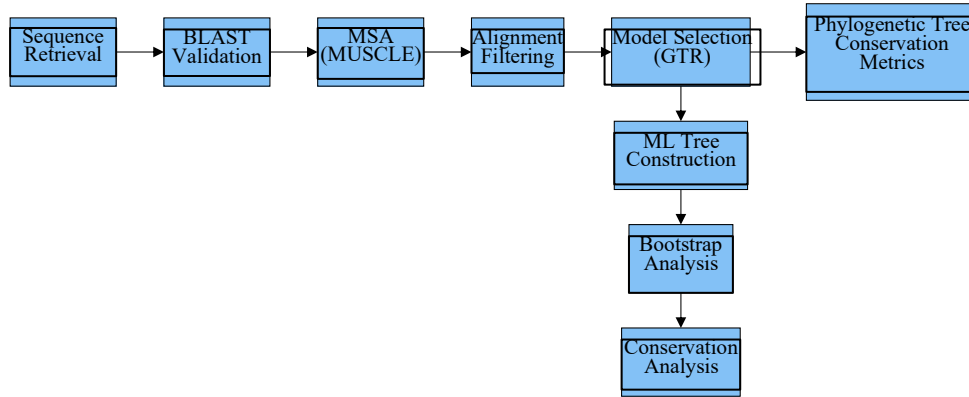 Sequence
Retrieval
BLAST
Validation
MSA
(MUSCLE)
Alignment
Filtering
Model Selection
(GTR)
Phylogenetic Tree
Conservation
Metrics
ML Tree
Construction
Bootstrap
Analysis
Conservation
Analysis